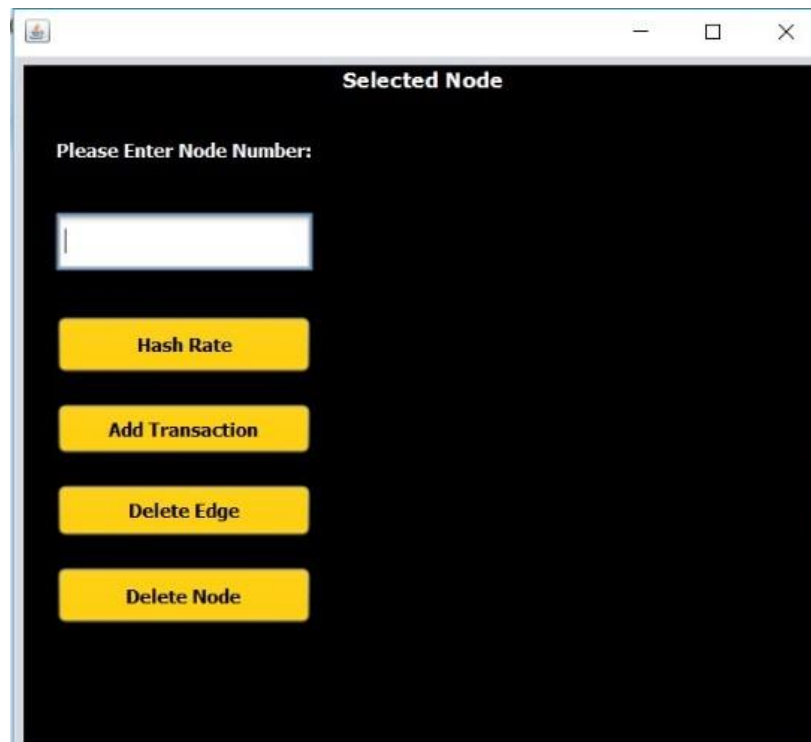 Selected Node
Please Enter Node Number:
Hash Rate
Add Transaction
Delete Edge
Delete Node